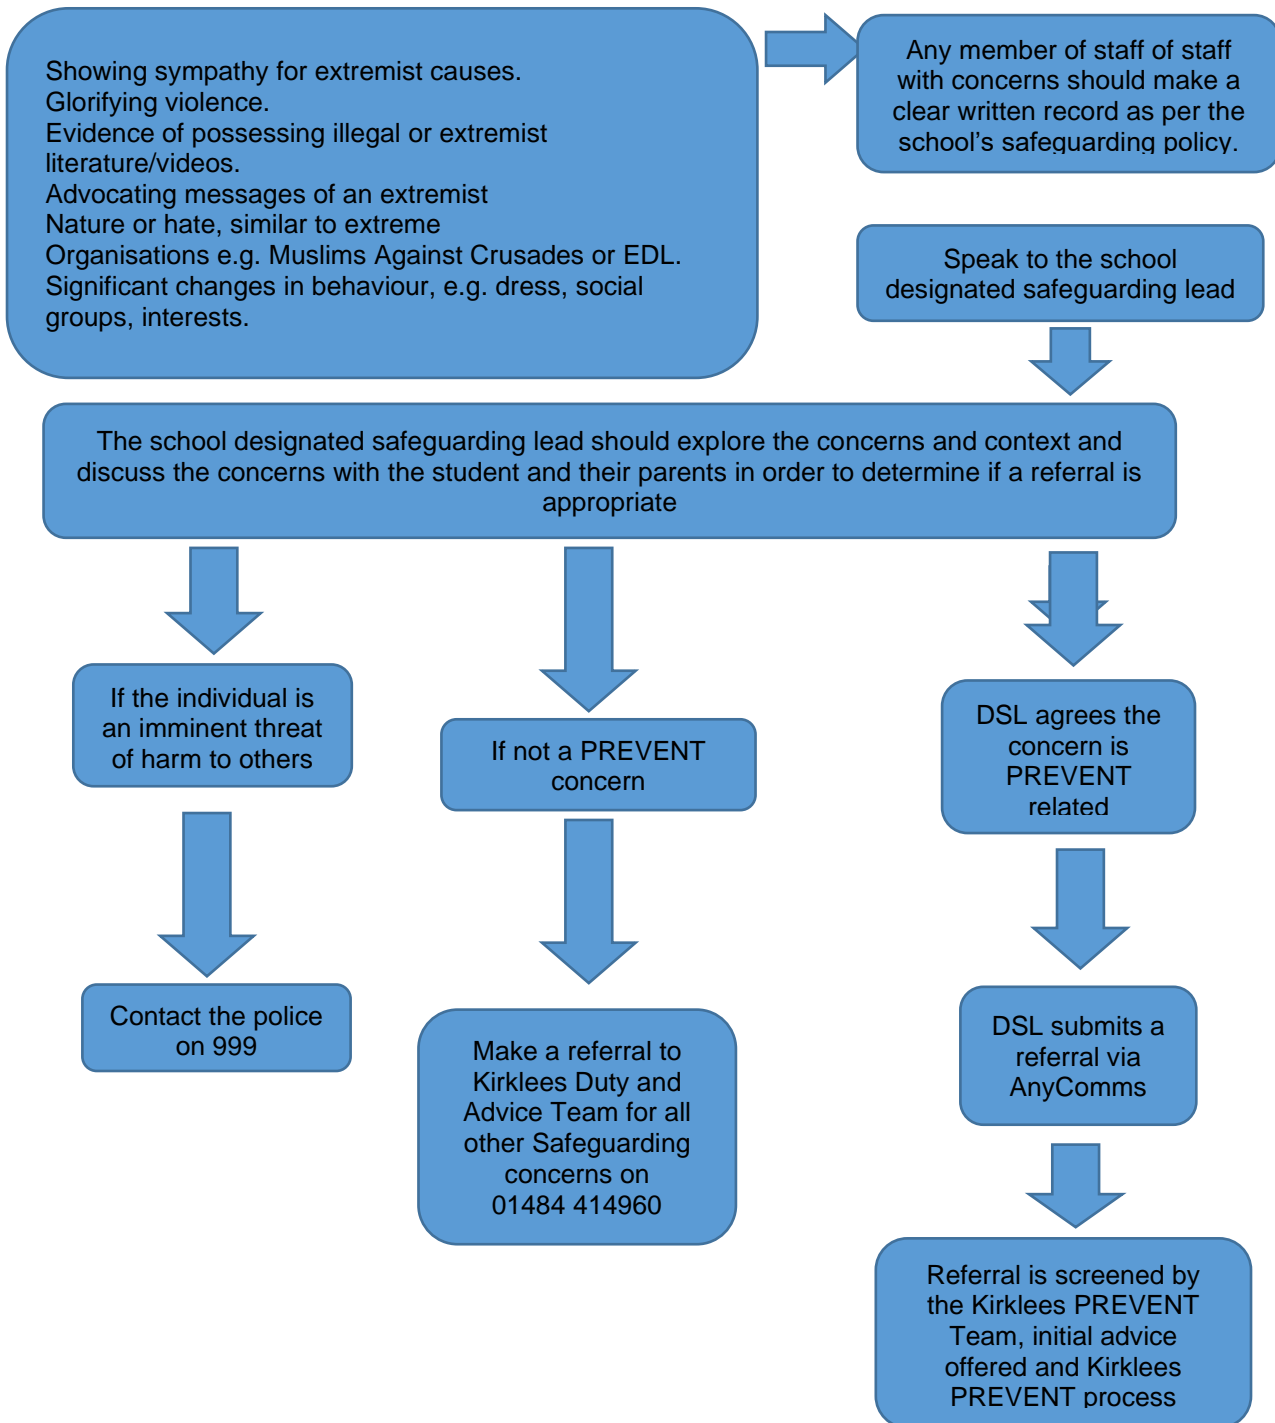 Showing sympathy for extremist causes.
Glorifying violence.
Evidence of possessing illegal or extremist
literature/videos.
Advocating messages of an extremist
Nature or hate, similar to extreme
Organisations e.g. Muslims Against Crusades or EDL.
Significant changes in behaviour, e.g. dress, social
groups, interests.
Any member of staff of staff
with concerns should make a
clear written record as per the
school’s safeguarding policy.
Speak to the school
designated safeguarding lead
The school designated safeguarding lead should explore the concerns and context and
discuss the concerns with the student and their parents in order to determine if a referral is
appropriate
If the individual is
an imminent threat
of harm to others
Contact the police
on 999
If not a PREVENT
concern
Make a referral to
Kirklees Duty and
Advice Team for all
other Safeguarding
concerns on
01484 414960
DSL agrees the
concern is
PREVENT
related
DSL submits a
referral via
AnyComms
Referral is screened by
the Kirklees PREVENT
Team, initial advice
offered and Kirklees
PREVENT process